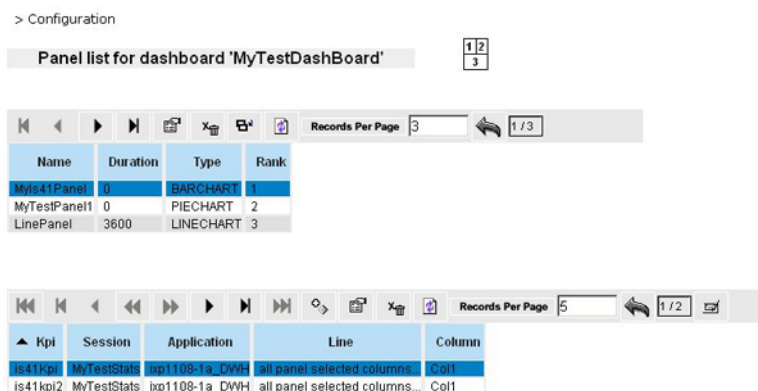 > Configuration
Panel list for dashboard 'MyTestDashBoard'
1 2
3
Records Per Page 3 1 / 3
Name Duration Type Rank
MyIs41Panel 0 BARCHART 1
MyTestPanel1 0 PIECHART 2
LinePanel 3600 LINECHART 3
Records Per Page 5 1 / 2
Kpi Session Application Line Column
is41Kpi MyTestStats ixp1108-1a_DWH all panel selected columns... Col1
is41kpi2 MyTestStats ixp1108-1a_DWH all panel selected columns... Col1